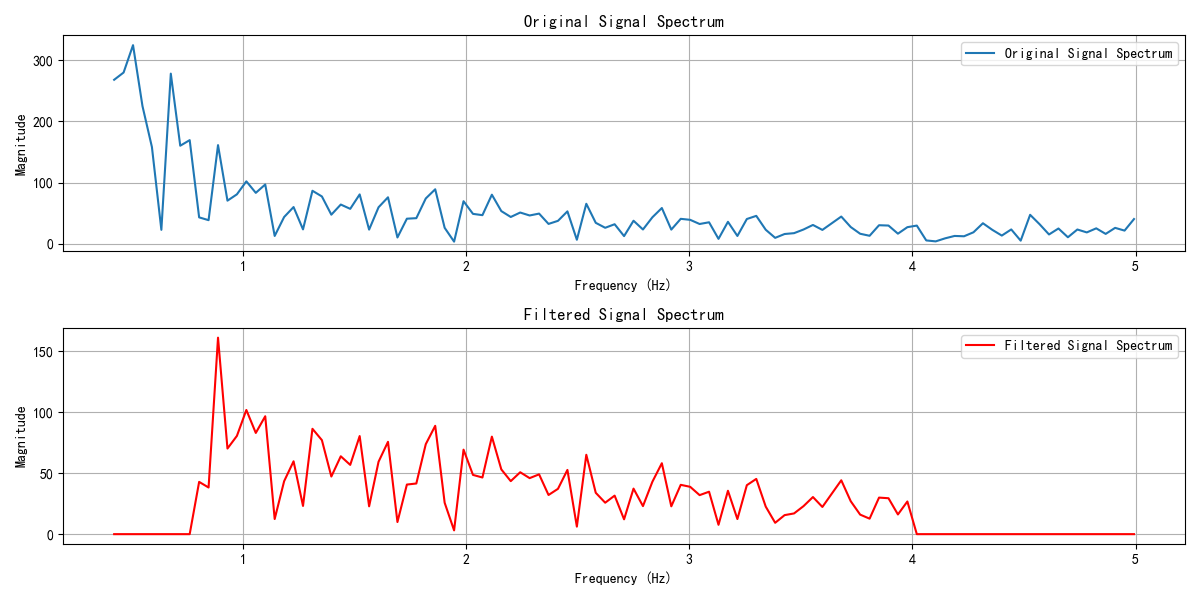 Original Signal Spectrum
Original Signal Spectrum
Magnitude
300
200
100
0
1 2 3 4 5
Frequency (Hz)
Filtered Signal Spectrum
Filtered Signal Spectrum
Magnitude
150
100
50
0
1 2 3 4 5
Frequency (Hz)